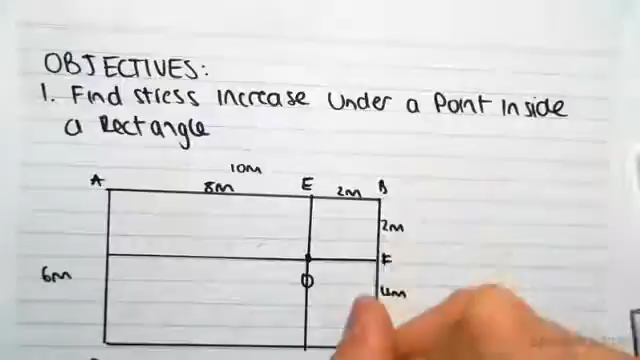 OBJECTIVES:
1. Find stress increase Under a Point Inside
a Rectangle
10M
A 8M E 2M B
2M
F
6m
O
4m